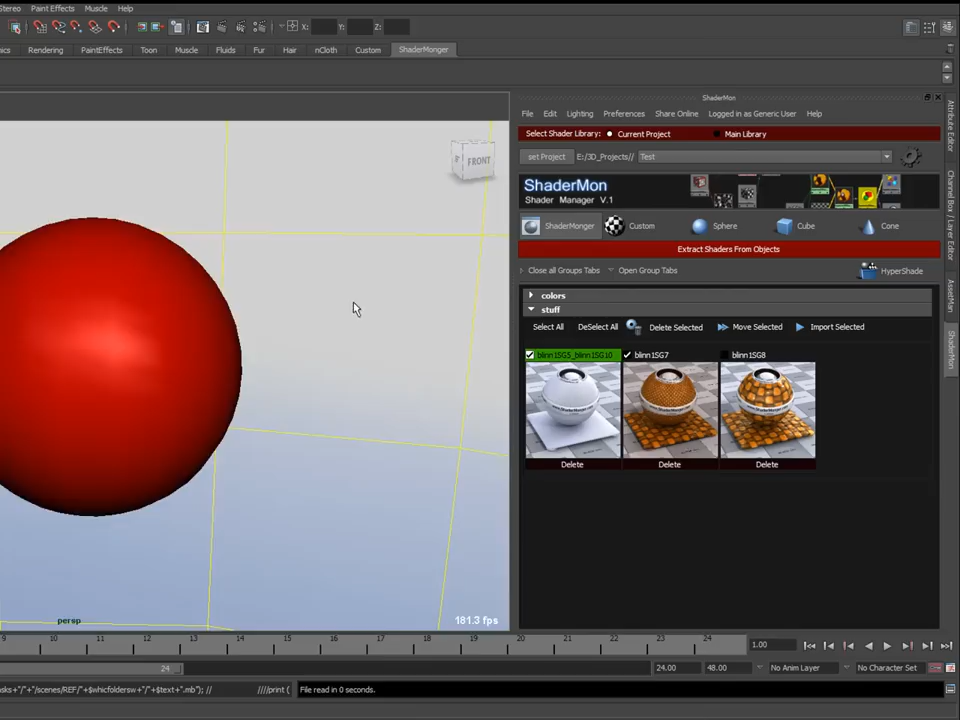 Stereo Paint Effects Muscle Help
X: Y: Z:
ics Rendering PaintEffects Toon Muscle Fluids Fur Hair nCloth Custom ShaderMonger
ShaderMon
File Edit Lighting Preferences Share Online Logged in as Generic User Help
Select Shader Library: Current Project Main Library
set Project E:/3D_Projects// Test
ShaderMon
Shader Manager V.1
ShaderMonger Custom Sphere Cube Cone
Extract Shaders From Objects
Close all Groups Tabs Open Group Tabs HyperShade
colors
stuff
Select All DeSelect All Delete Selected Move Selected Import Selected
blinn1SG5_blinn1SG10 blinn1SG7 blinn1SG8
Delete Delete Delete
FRONT
Attribute Editor
Channel Box / Layer Editor
AssetMan
ShaderMon
persp 181.3 fps
9 10 11 12 13 14 15 16 17 18 19 20 21 22 23 24 1.00
24 24.00 48.00 No Anim Layer No Character Set
asks+"/"+"/scenes/REF/"+$whicfoldersw+"/"+$text+".mb"); // ////print ( File read in 0 seconds.